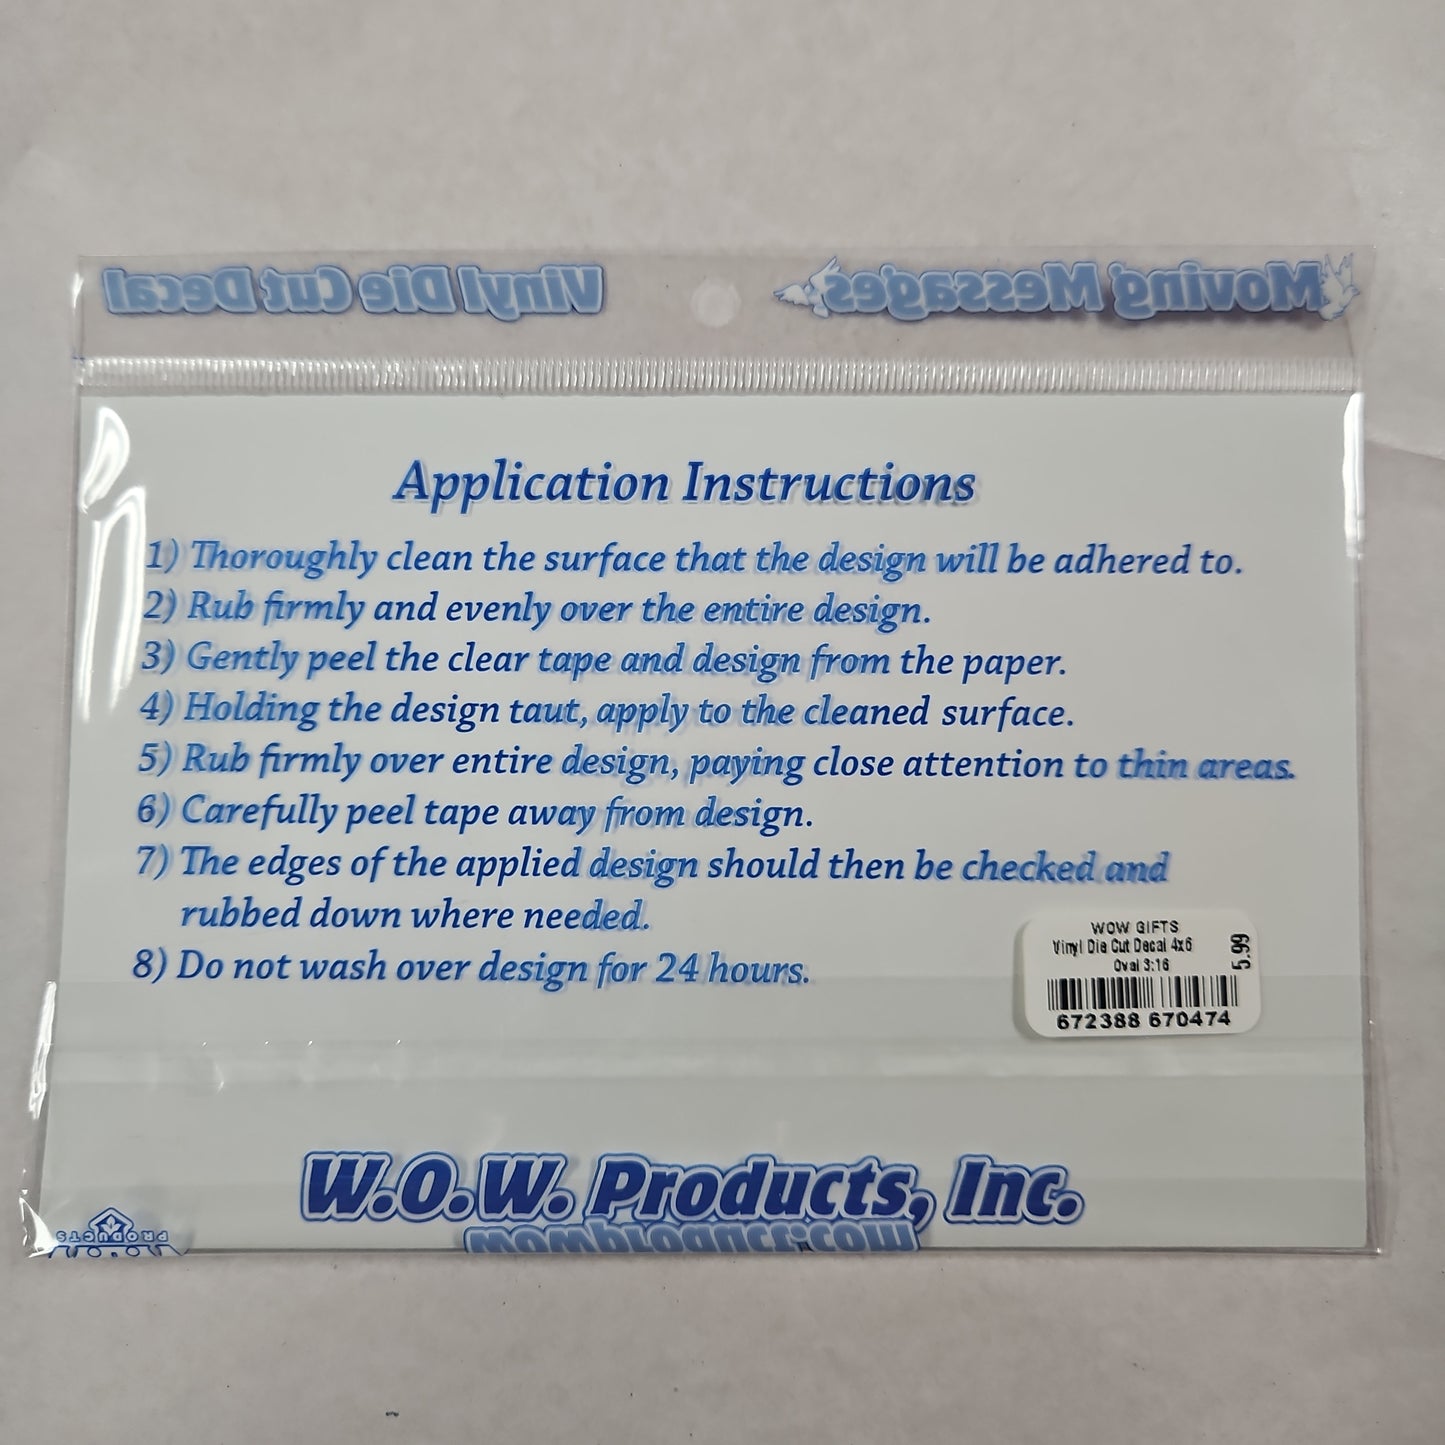 Vinyl Die Cut Decal
Moving Messages
Application Instructions
1) Thoroughly clean the surface that the design will be adhered to.
2) Rub firmly and evenly over the entire design.
3) Gently peel the clear tape and design from the paper.
4) Holding the design taut, apply to the cleaned surface.
5) Rub firmly over entire design, paying close attention to thin areas.
6) Carefully peel tape away from design.
7) The edges of the applied design should then be checked and
rubbed down where needed.
8) Do not wash over design for 24 hours.
WOW GIFTS
Vinyl Die Cut Decal 4x6
Oval 3:16
5.99
672388 670474
W.O.W. Products, Inc.
PRODUCTS